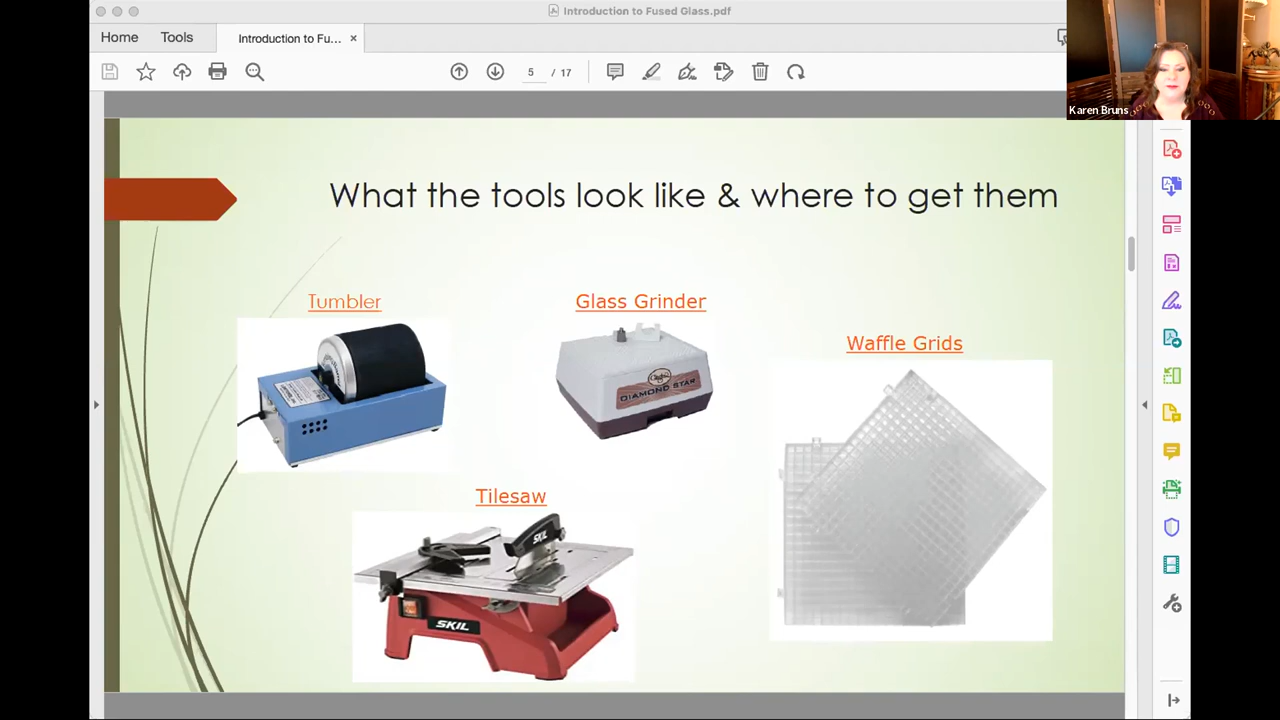 Introduction to Fused Glass.pdf
Home
Tools
Introduction to Fu...
5 / 17
Karen Bruns
What the tools look like & where to get them
Tumbler
Glass Grinder
Waffle Grids
DIAMOND STAR
Tilesaw
SKIL
SKIL